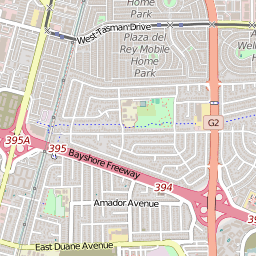 Home
Park
West Tasman Drive
Plaza del
Rey Mobile
Home
Park
G2
395A
395
Bayshore Freeway
394
Amador Avenue
East Duane Avenue